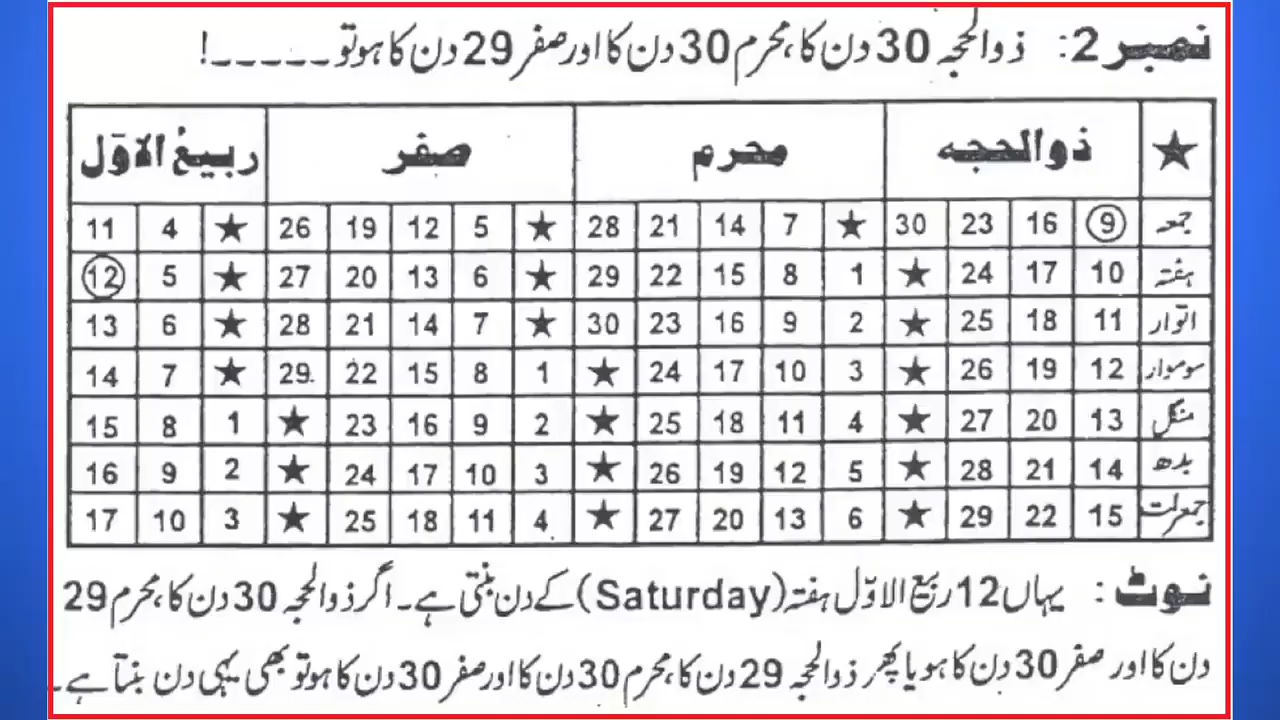 نمبر2: ذوالحجہ 30 دن کا، محرم 30 دن کا اور صفر 29 دن کا ہو تو ۔۔۔۔۔!
★ ذوالحجہ محرم صفر ربیعُ الاوّل
جمعہ 9 16 23 30 ★ 7 14 21 28 ★ 5 12 19 26 ★ 4 11
ہفتہ 10 17 24 ★ 1 8 15 22 29 ★ 6 13 20 27 ★ 5 12
اتوار 11 18 25 ★ 2 9 16 23 30 ★ 7 14 21 28 ★ 6 13
سوموار 12 19 26 ★ 3 10 17 24 ★ 1 8 15 22 29 ★ 7 14
منگل 13 20 27 ★ 4 11 18 25 ★ 2 9 16 23 ★ 1 8 15
بدھ 14 21 28 ★ 5 12 19 26 ★ 3 10 17 24 ★ 2 9 16
جمعرات 15 22 29 ★ 6 13 20 27 ★ 4 11 18 25 ★ 3 10 17
نوٹ: یہاں 12 ربیع الاوّل ہفتہ (Saturday) کے دن بنتی ہے۔ اگر ذوالحجہ 30 دن کا، محرم 29
دن کا اور صفر 30 دن کا ہو یا پھر ذوالحجہ 29 دن کا، محرم 30 دن کا اور صفر 30 دن کا ہو تو بھی یہی دن بنتا ہے۔